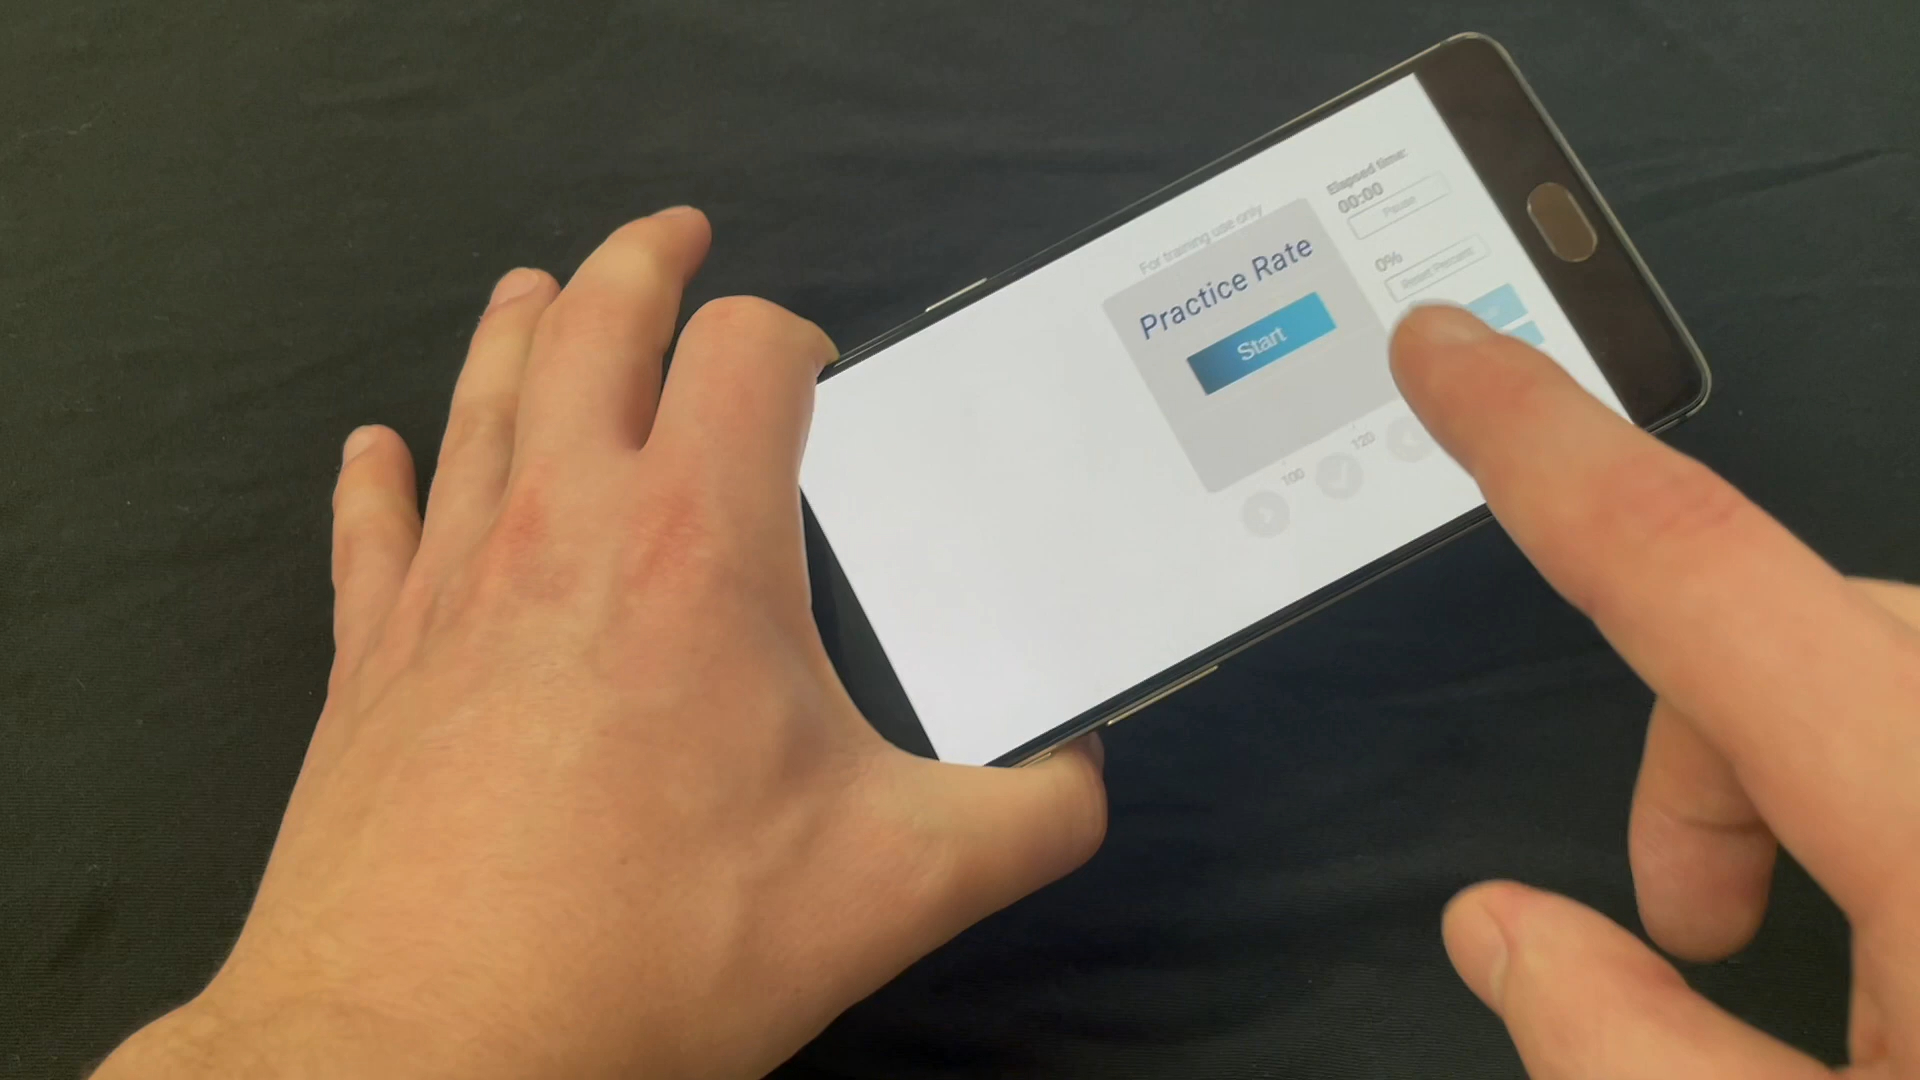 Elapsed time:
00:00
Pause
For training use only
Practice Rate
Start
0%
Reset Percent
100
120